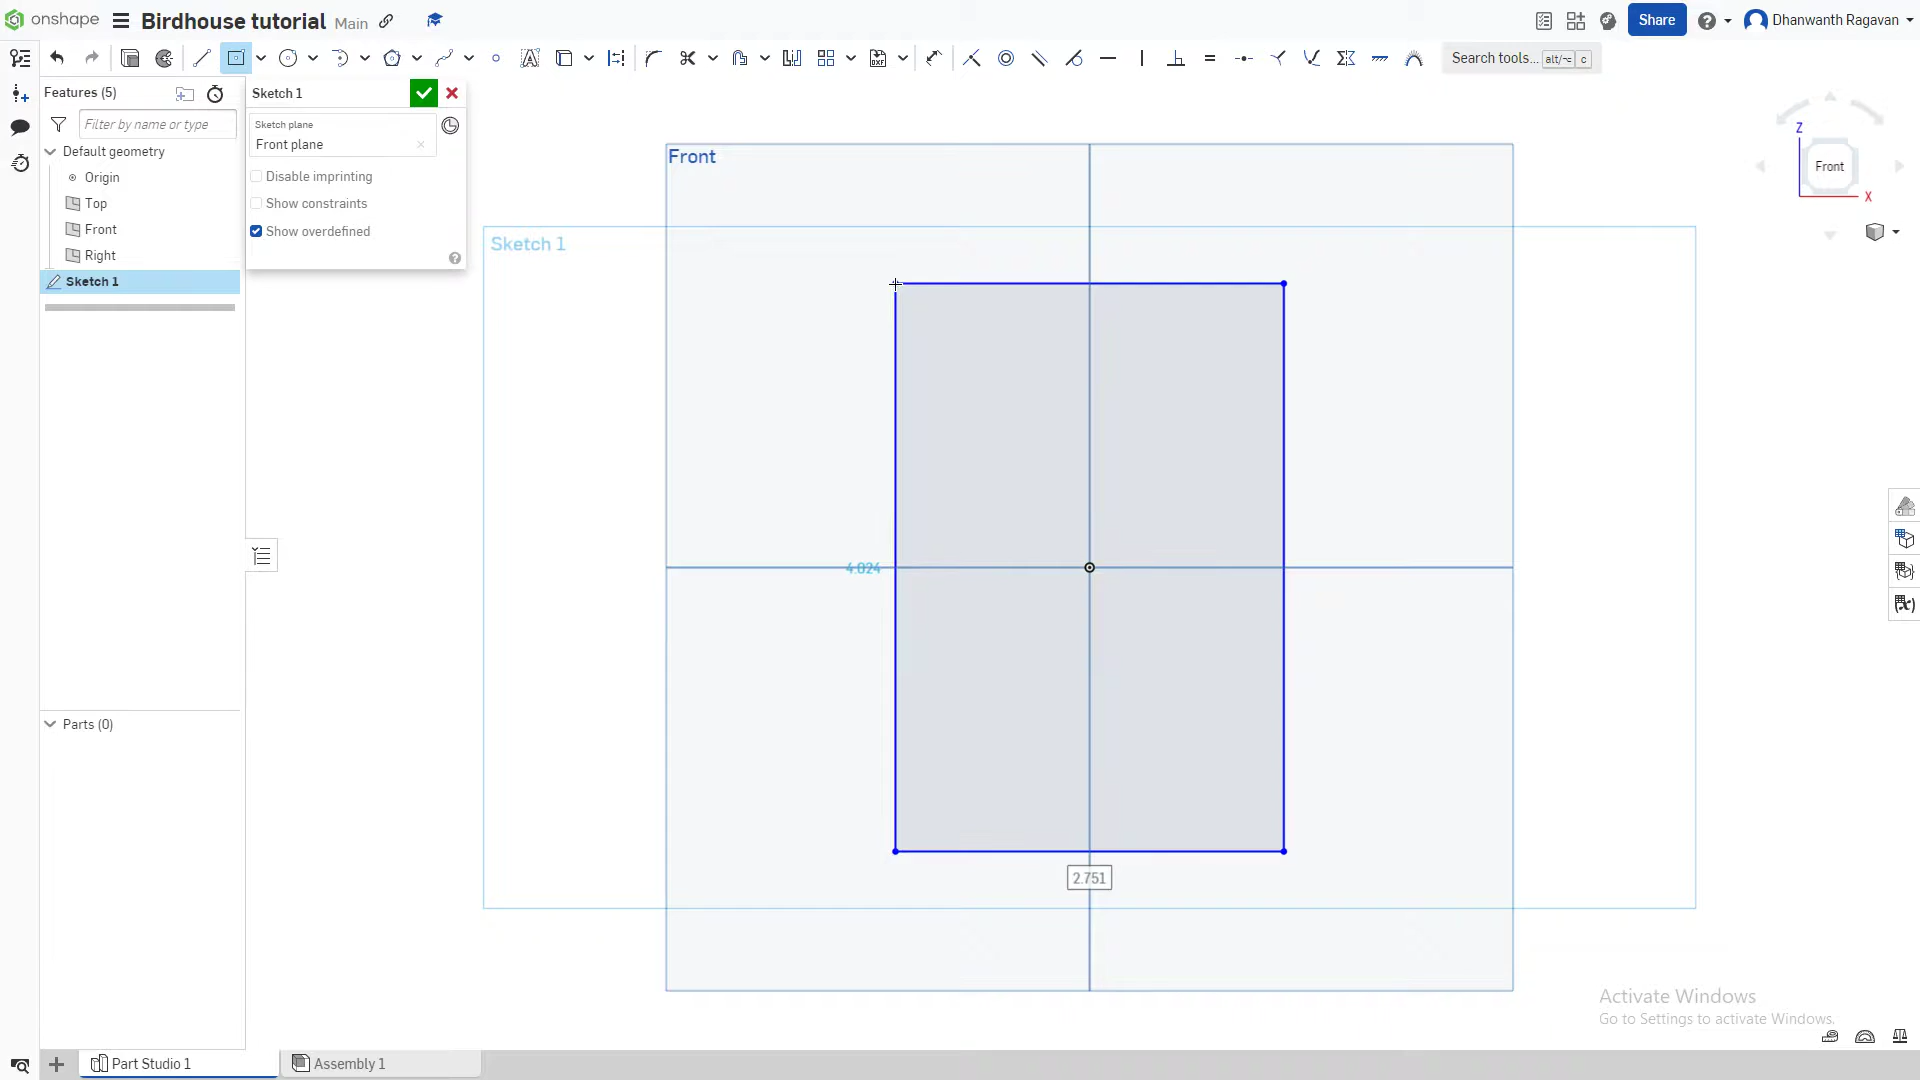 onshape Birdhouse tutorial Main Share Dhanwanth Ragavan
Search tools... alt/⌥ c
Features (5)
Filter by name or type
Default geometry
Origin
Top
Front
Right
Sketch 1
Parts (0)
Sketch 1
Sketch plane
Front plane
Disable imprinting
Show constraints
Show overdefined
Front
Sketch 1
4.024
2.751
Z
Front
X
Activate Windows
Go to Settings to activate Windows.
Part Studio 1
Assembly 1